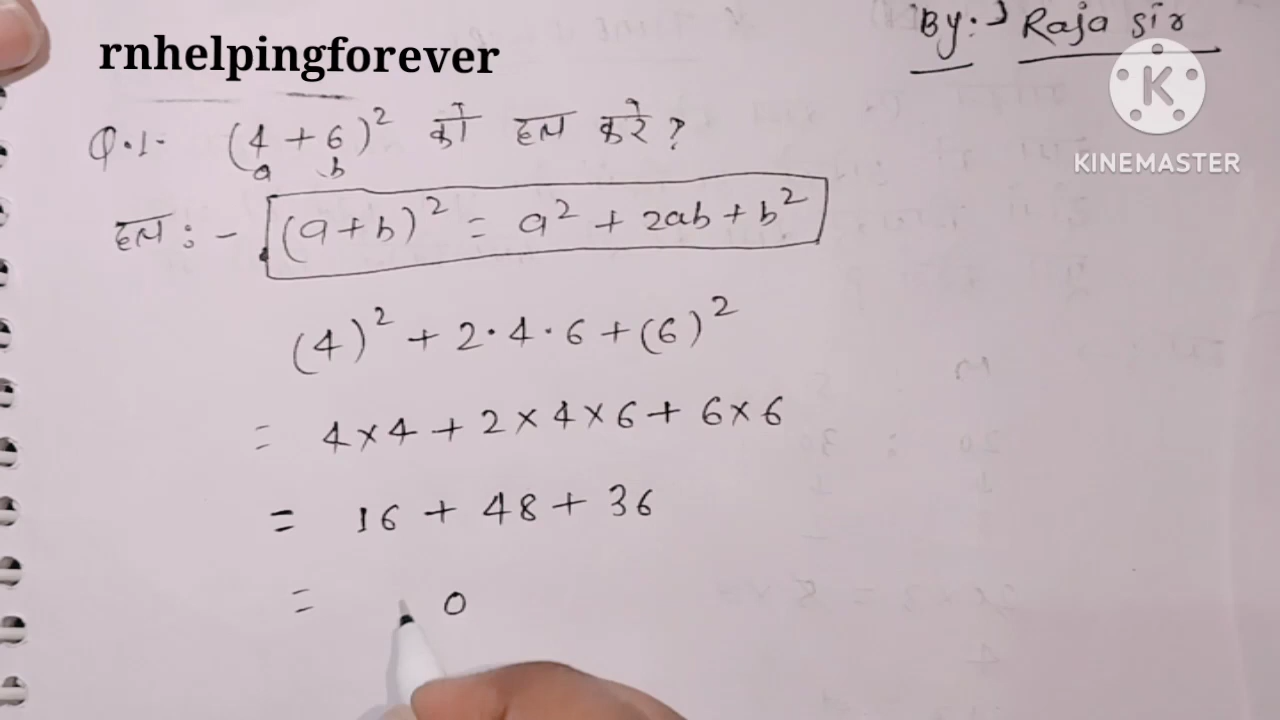 By:- Raja sir
rnhelpingforever
KINEMASTER
Q.1- (4 + 6)² को हल करे ?
a b
हल :- (a+b)² = a² + 2ab + b²
(4)² + 2·4·6 + (6)²
= 4×4 + 2×4×6 + 6×6
= 16 + 48 + 36
= 0